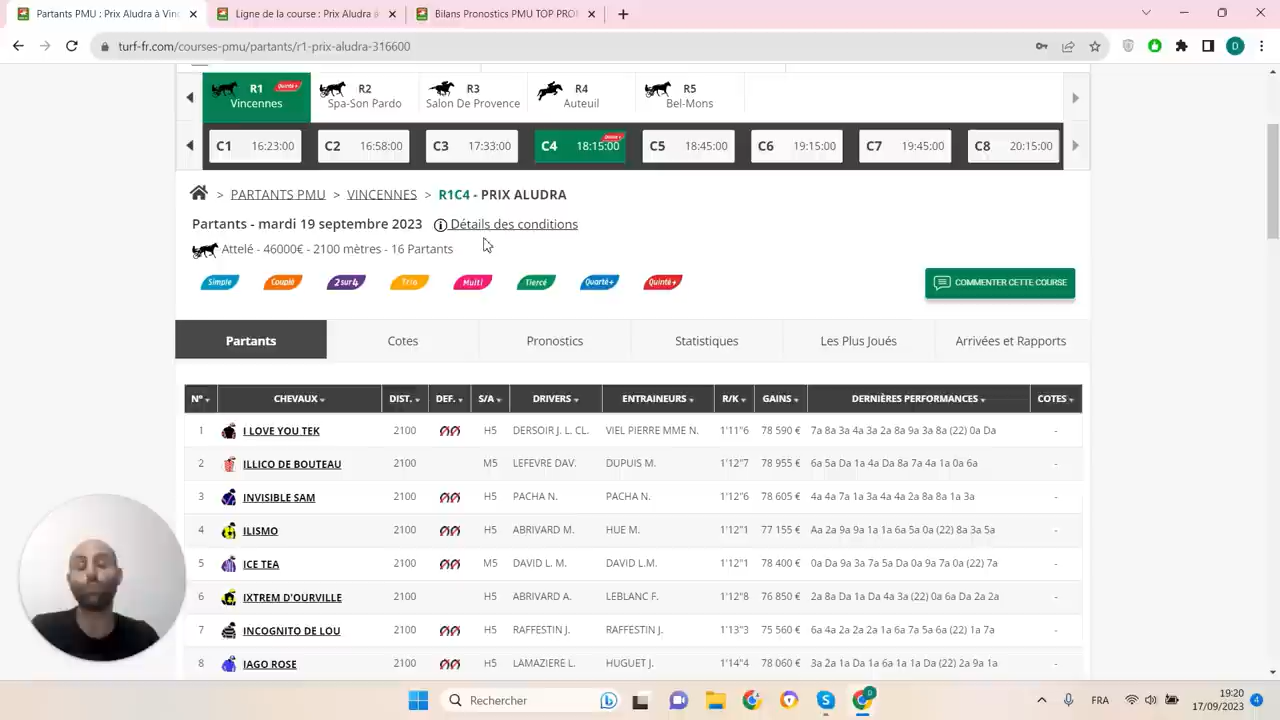 Partants PMU : Prix Aludra à Vin
Ligne de course : Prix Aludra
Bilan Pronostics PMU TOP PRO
turf-fr.com/courses-pmu/partants/r1-prix-aludra-316600
D
R1 Quinté+ R2 R3 R4 R5
Vincennes Spa-Son Pardo Salon De Provence Auteuil Bel-Mons
C1 16:23:00 C2 16:58:00 C3 17:33:00 C4 18:15:00 C5 18:45:00 C6 19:15:00 C7 19:45:00 C8 20:15:00
> PARTANTS PMU > VINCENNES > R1C4 - PRIX ALUDRA
Partants - mardi 19 septembre 2023 Détails des conditions
Attelé - 46000€ - 2100 mètres - 16 Partants
Simple Couplé 2sur4 Trio Multi Tiercé Quarté+ Quinté+
COMMENTER CETTE COURSE
Partants Cotes Pronostics Statistiques Les Plus Joués Arrivées et Rapports
N° CHEVAUX DIST. DEF. S/A DRIVERS ENTRAINEURS R/K GAINS DERNIÈRES PERFORMANCES COTES
1 I LOVE YOU TEK 2100 H5 DERSOIR J. L. CL. VIEL PIERRE MME N. 1'11"6 78 590 € 7a 8a 3a 4a 3a 2a 8a 9a 3a 8a (22) 0a Da -
2 ILLICO DE BOUTEAU 2100 M5 LEFEVRE DAV. DUPUIS M. 1'12"7 78 955 € 6a 5a Da 1a 4a Da 8a 7a 4a 1a 0a 6a -
3 INVISIBLE SAM 2100 H5 PACHA N. PACHA N. 1'12"6 78 605 € 4a 4a 7a 1a 3a 4a 4a 2a 8a 8a 1a 3a -
4 ILISMO 2100 H5 ABRIVARD M. HUE M. 1'12"1 77 155 € Aa 2a 9a 9a 1a 1a 6a 5a 0a (22) 8a 3a 5a -
5 ICE TEA 2100 M5 DAVID L. M. DAVID L.M. 1'12"1 78 400 € 0a Da 9a 3a 7a 5a Da 0a 9a 7a 0a (22) 7a -
6 IXTREM D'OURVILLE 2100 H5 ABRIVARD A. LEBLANC F. 1'12"8 76 850 € 2a 8a Da 1a Da 4a 3a (22) 0a 6a Da 2a 2a -
7 INCOGNITO DE LOU 2100 H5 RAFFESTIN J. RAFFESTIN J. 1'13"3 75 560 € 6a 4a 2a 2a 2a 1a 6a 7a 5a 6a (22) 1a 7a -
8 IAGO ROSE 2100 H5 LAMAZIERE L. HUGUET J. 1'14"4 78 060 € 3a 2a 1a Da 1a 6a 1a 1a Da (22) 2a 9a 1a -
Rechercher
FRA
19:20
17/09/2023
4